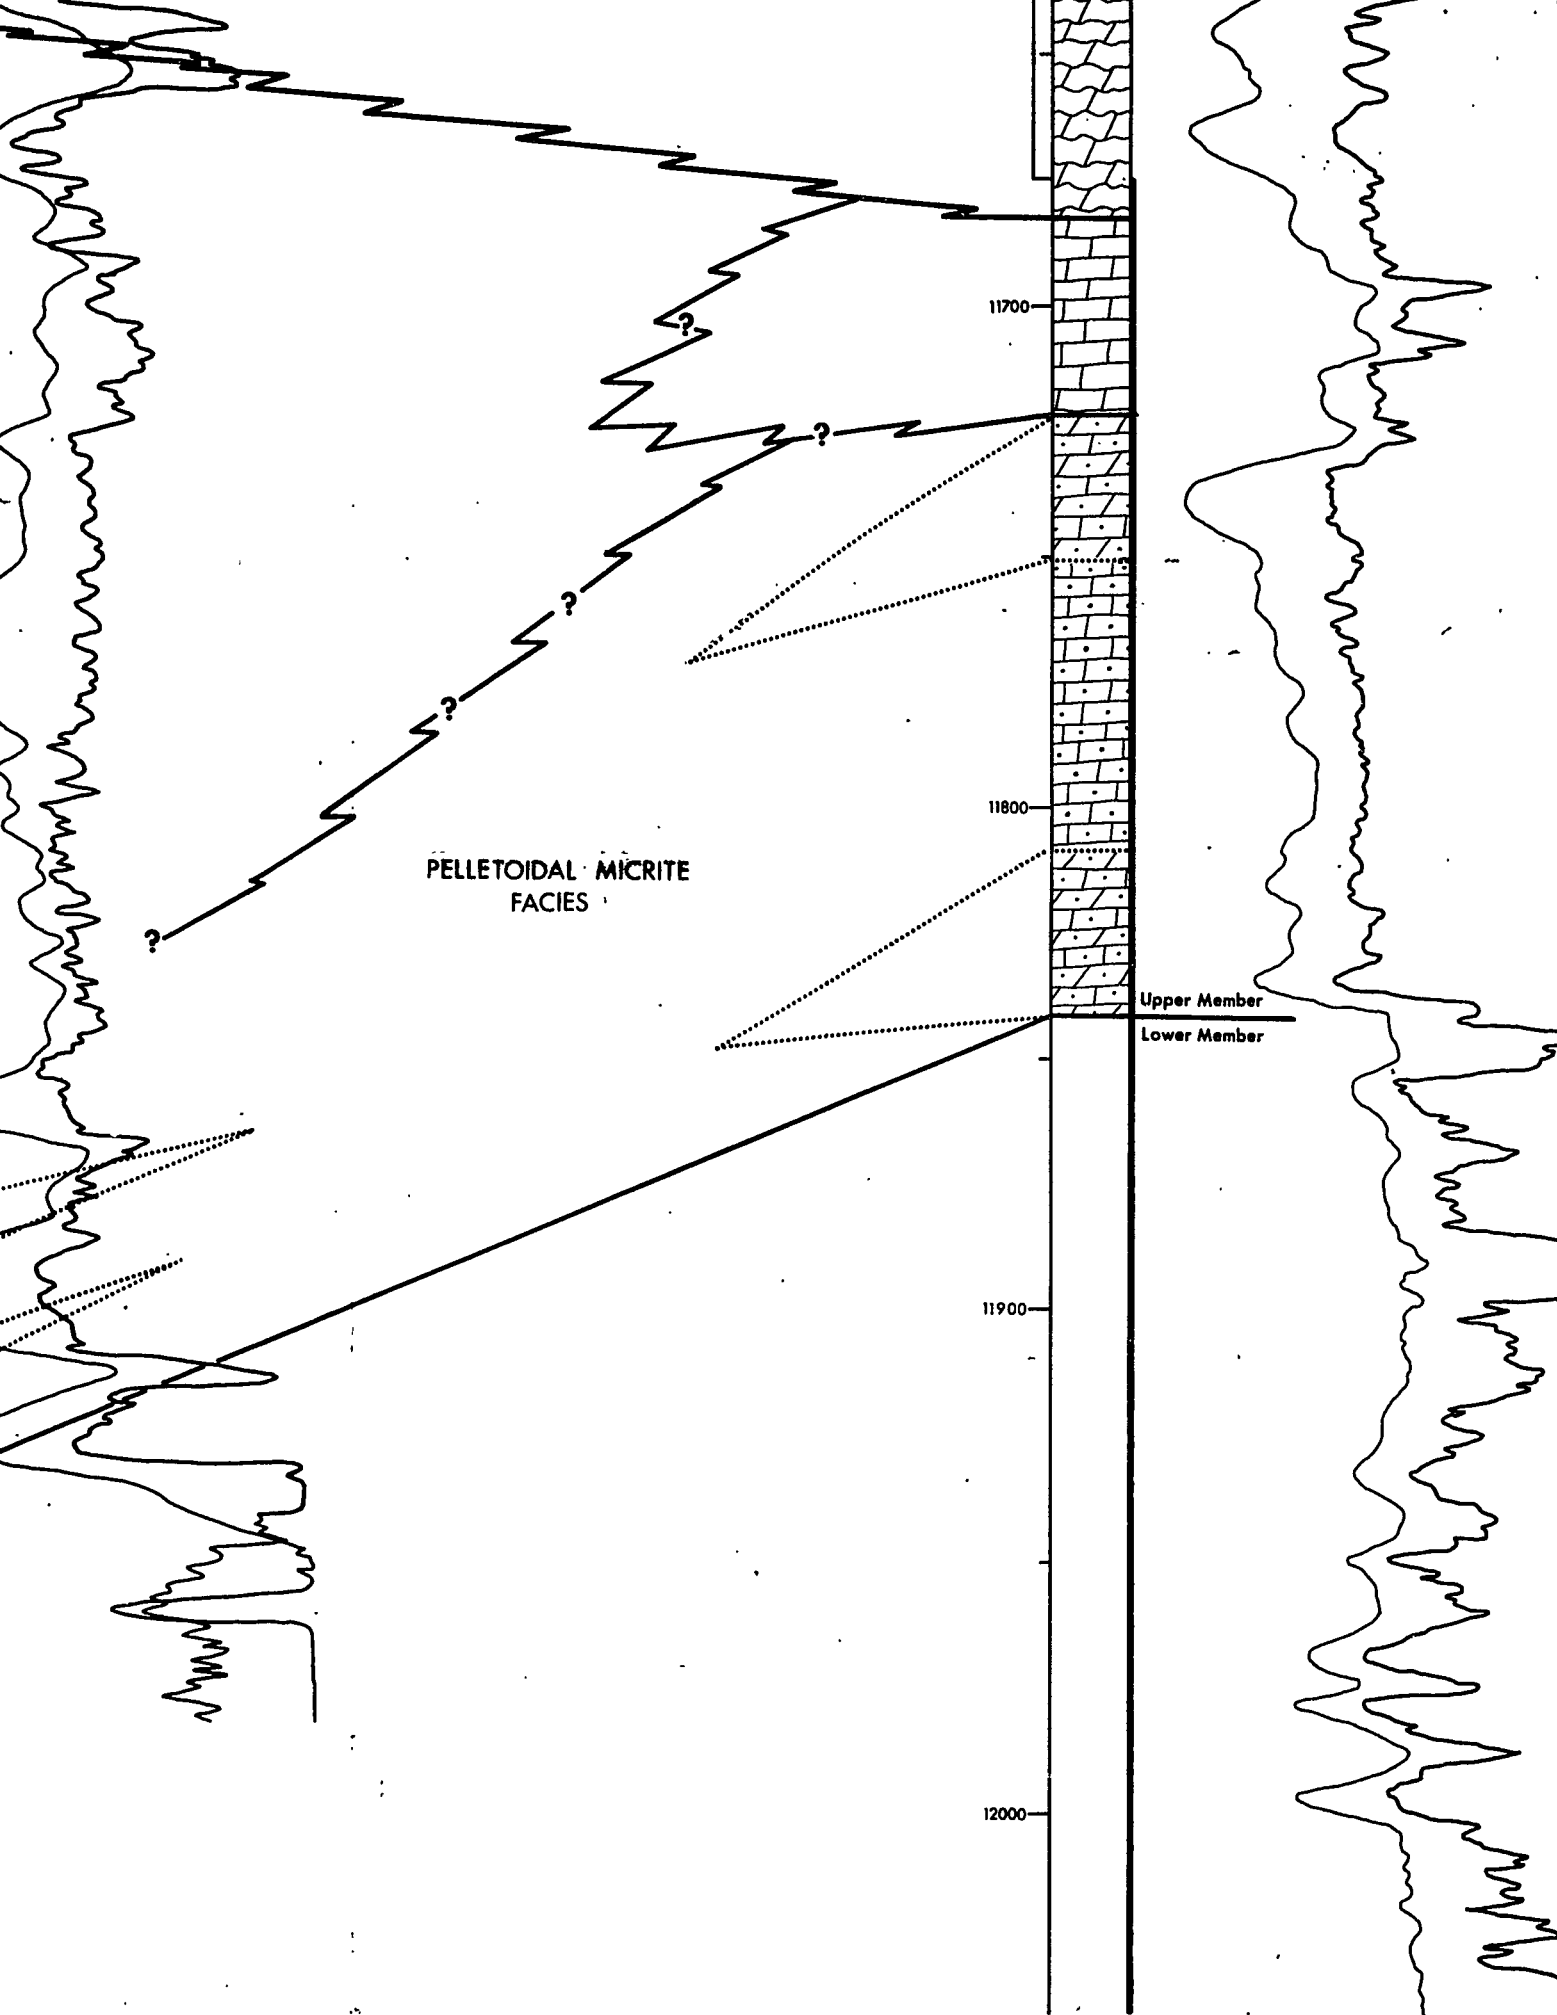 11700
?
?
?
?
11800
PELLETOIDAL MICRITE
FACIES
?
Upper Member
Lower Member
11900
12000